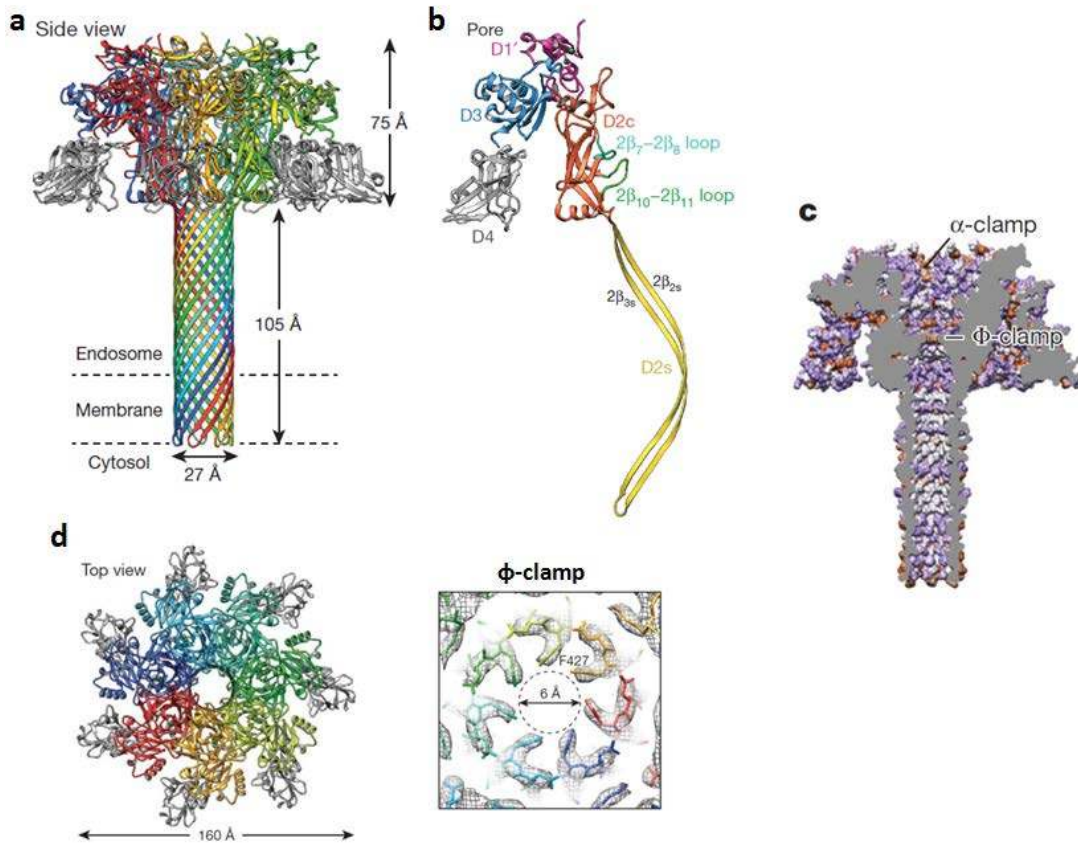 a
Side view
75 Å
105 Å
Endosome
Membrane
Cytosol
27 Å
b
Pore
D1′
D3
D2c
2β7–2β8 loop
2β10–2β11 loop
D4
2β2s
2β3s
D2s
c
α-clamp
Φ-clamp
d
Top view
160 Å
ϕ-clamp
F427
6 Å